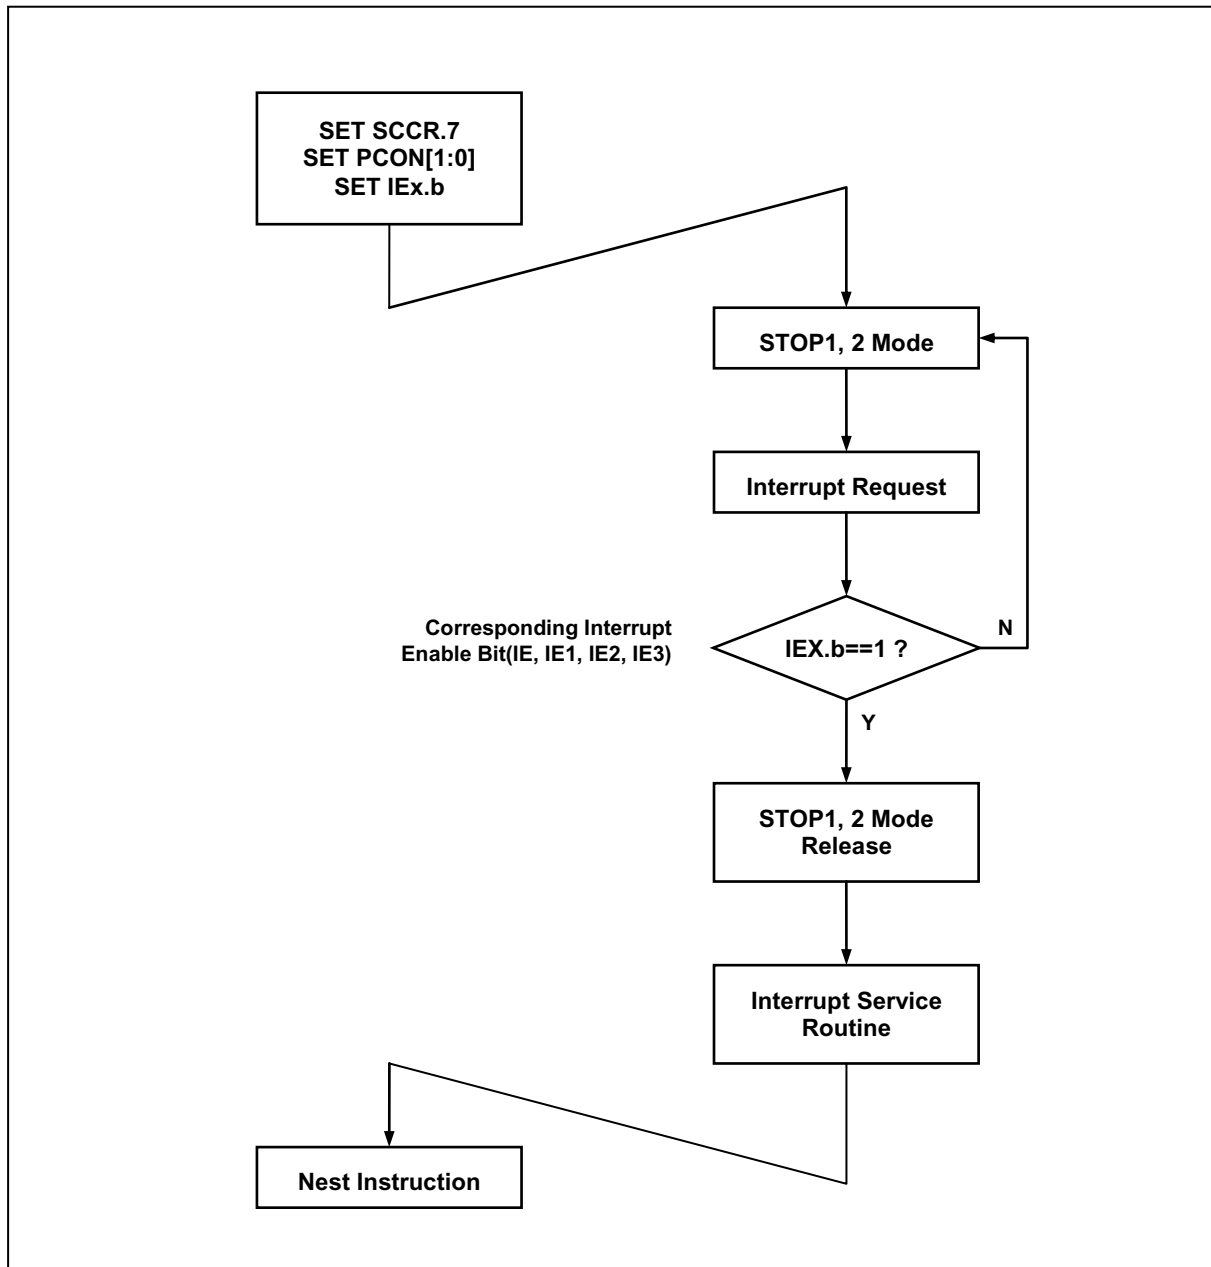 SET SCCR.7
SET PCON[1:0]
SET IEx.b
STOP1, 2 Mode
Interrupt Request
Corresponding Interrupt
Enable Bit(IE, IE1, IE2, IE3)
IEX.b==1 ?
N
Y
STOP1, 2 Mode
Release
Interrupt Service
Routine
Nest Instruction